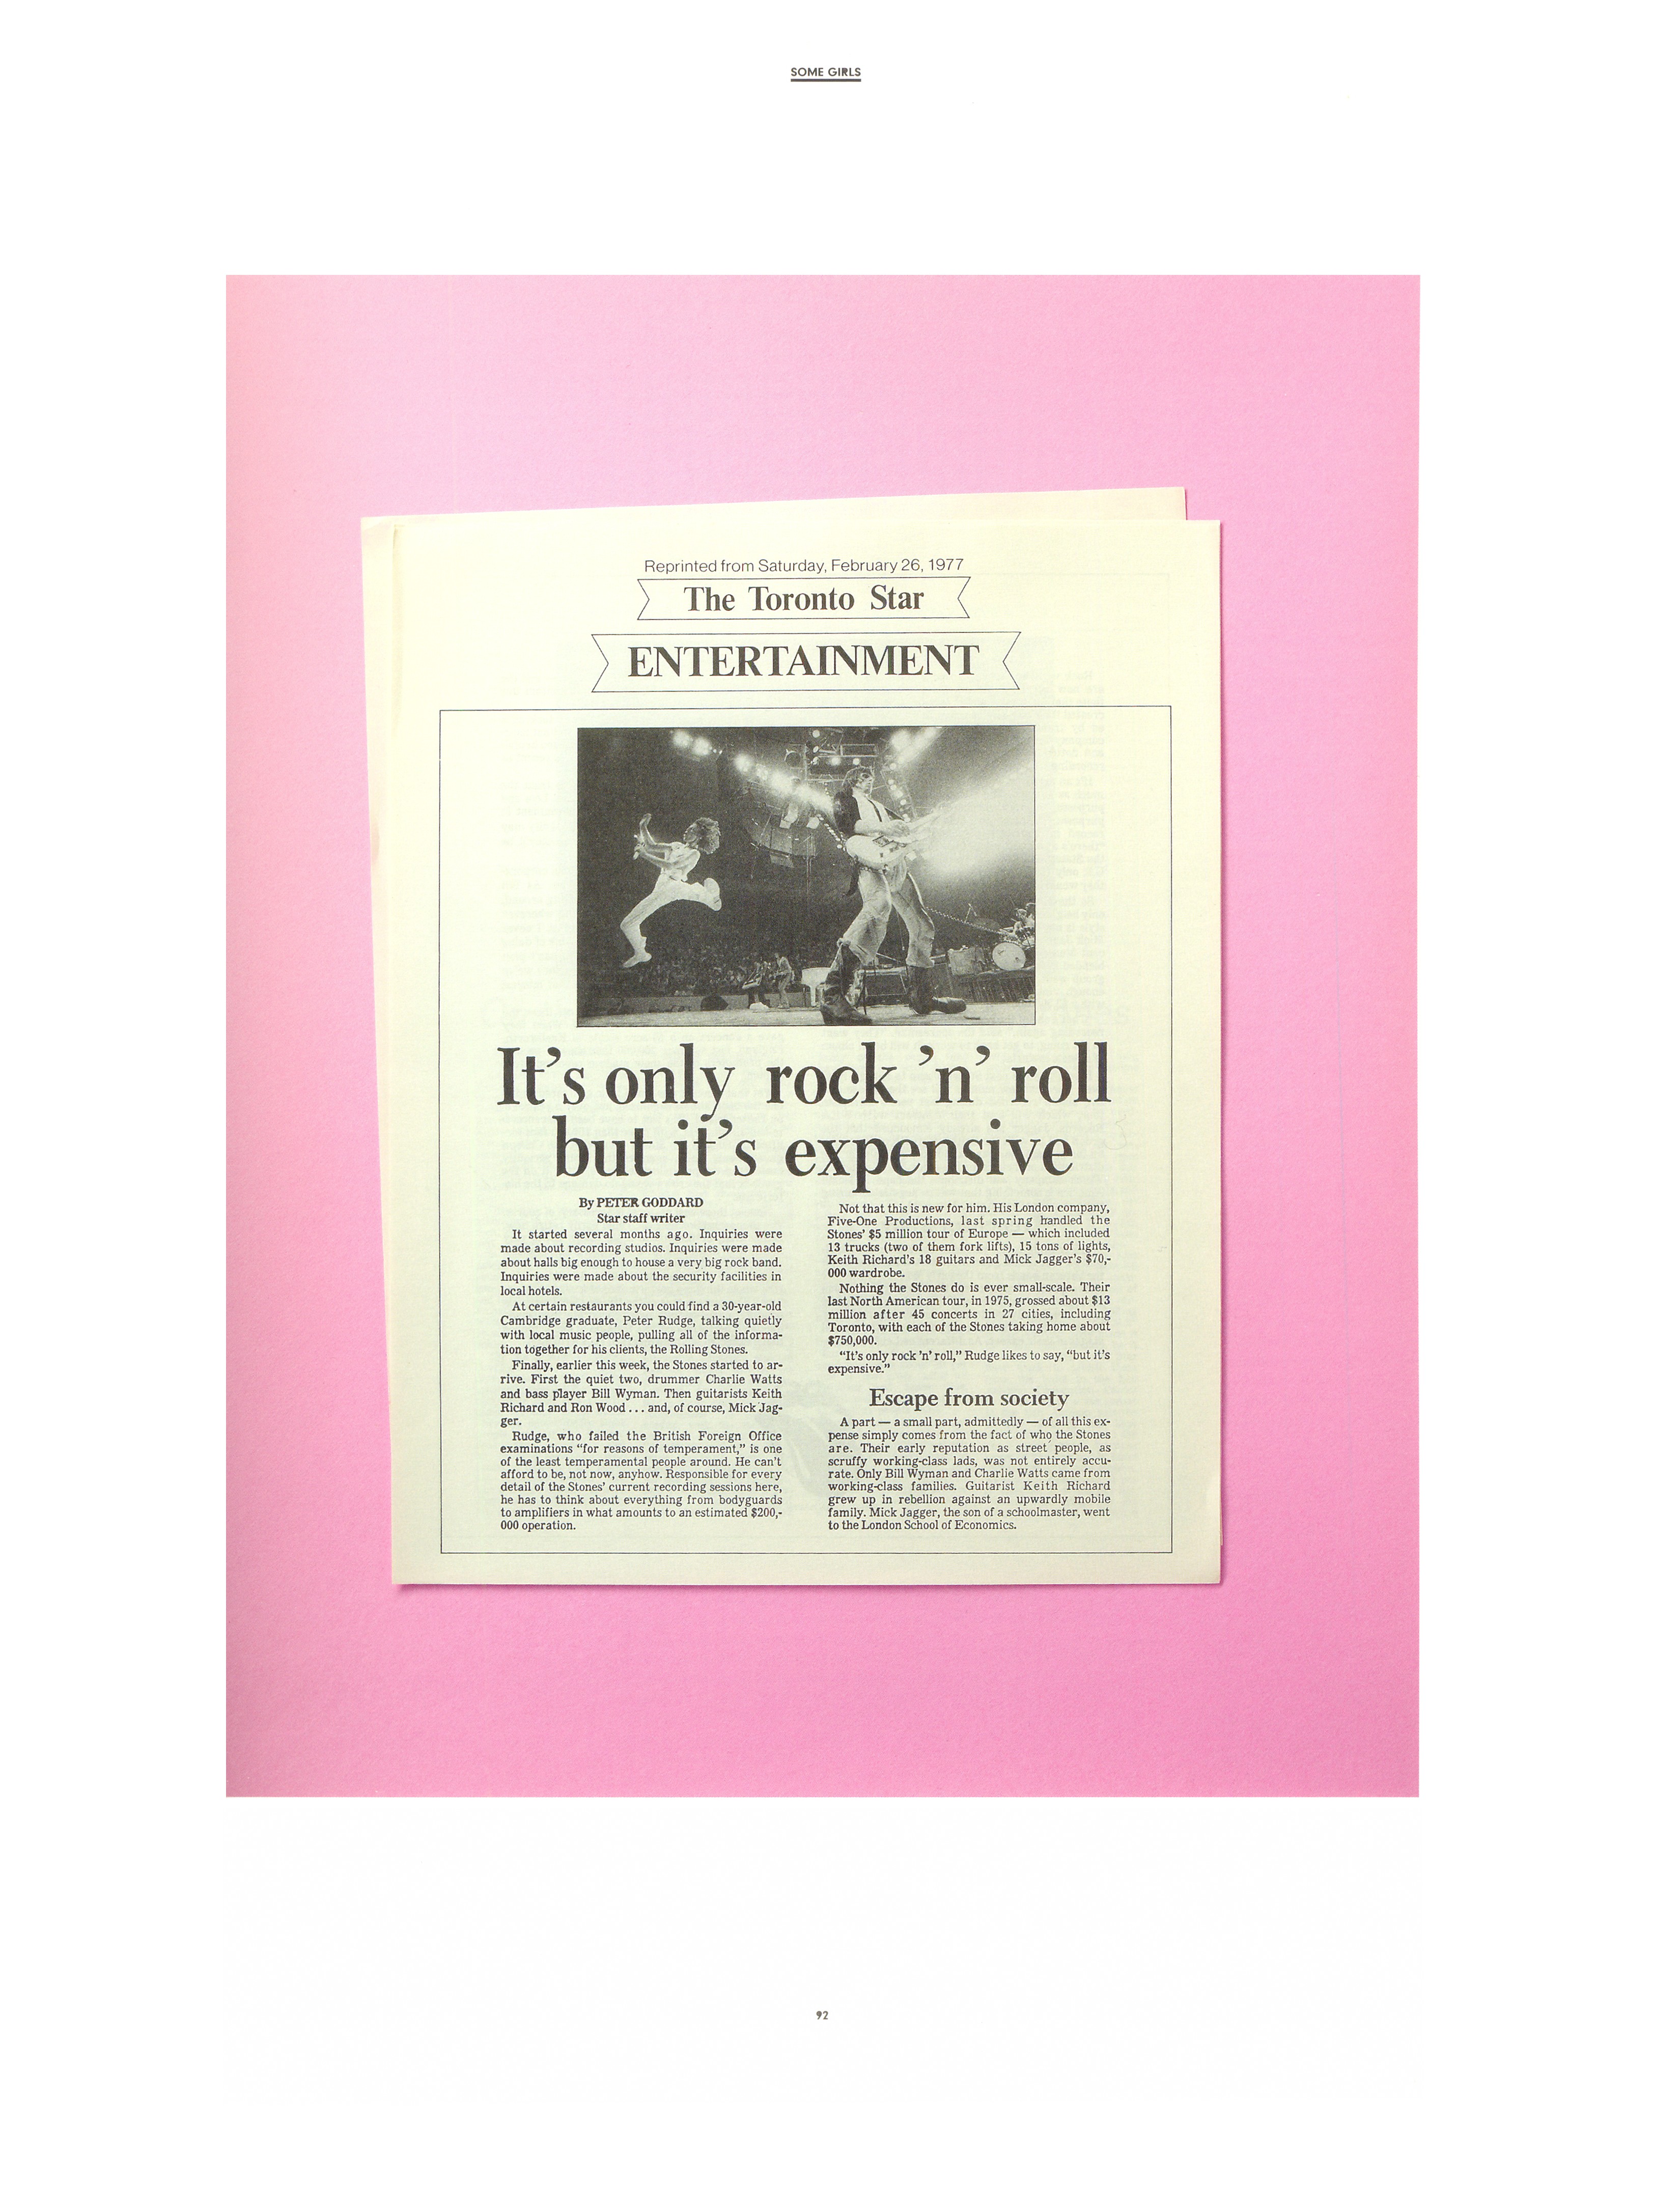 SOME GIRLS
Reprinted from Saturday, February 26, 1977
The Toronto Star
ENTERTAINMENT
It's only rock 'n' roll
but it's expensive
By PETER GODDARD
Star staff writer
It started several months ago. Inquiries were
made about recording studios. Inquiries were made
about halls big enough to house a very big rock band.
Inquiries were made about the security facilities in
local hotels.
At certain restaurants you could find a 30-year-old
Cambridge graduate, Peter Rudge, talking quietly
with local music people, pulling all of the informa-
tion together for his clients, the Rolling Stones.
Finally, earlier this week, the Stones started to ar-
rive. First the quiet two, drummer Charlie Watts
and bass player Bill Wyman. Then guitarists Keith
Richard and Ron Wood . . . and, of course, Mick Jag-
ger.
Rudge, who failed the British Foreign Office
examinations "for reasons of temperament," is one
of the least temperamental people around. He can't
afford to be, not now, anyhow. Responsible for every
detail of the Stones' current recording sessions here,
he has to think about everything from bodyguards
to amplifiers in what amounts to an estimated $200,-
000 operation.
Not that this is new for him. His London company,
Five-One Productions, last spring handled the
Stones' $5 million tour of Europe — which included
13 trucks (two of them fork lifts), 15 tons of lights,
Keith Richard's 18 guitars and Mick Jagger's $70,-
000 wardrobe.
Nothing the Stones do is ever small-scale. Their
last North American tour, in 1975, grossed about $13
million after 45 concerts in 27 cities, including
Toronto, with each of the Stones taking home about
$750,000.
"It's only rock 'n' roll," Rudge likes to say, "but it's
expensive."
Escape from society
A part — a small part, admittedly — of all this ex-
pense simply comes from the fact of who the Stones
are. Their early reputation as street people, as
scruffy working-class lads, was not entirely accu-
rate. Only Bill Wyman and Charlie Watts came from
working-class families. Guitarist Keith Richard
grew up in rebellion against an upwardly mobile
family. Mick Jagger, the son of a schoolmaster, went
to the London School of Economics.
92